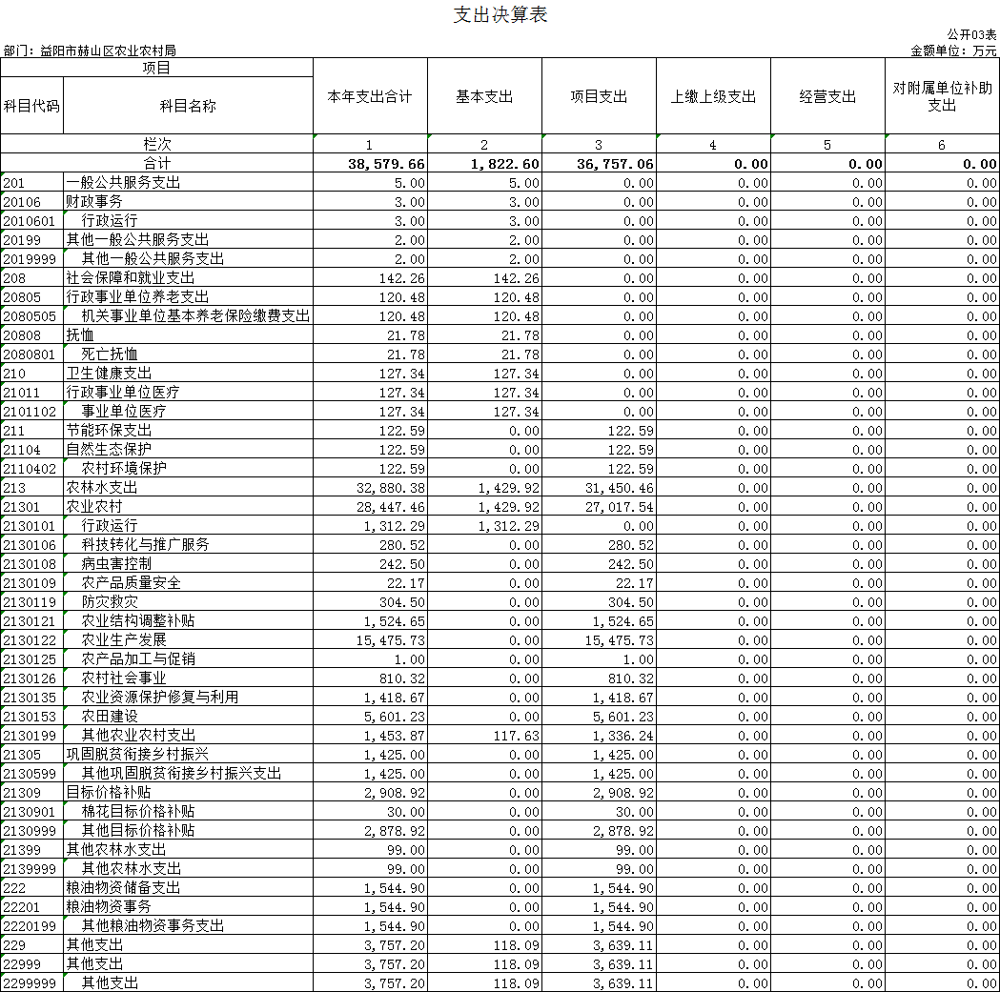 支出决算表
公开03表
部门：益阳市赫山区农业农村局 金额单位：万元
项目 本年支出合计 基本支出 项目支出 上缴上级支出 经营支出 对附属单位补助支出
科目代码 科目名称
栏次 1 2 3 4 5 6
合计 38,579.66 1,822.60 36,757.06 0.00 0.00 0.00
201 一般公共服务支出 5.00 5.00 0.00 0.00 0.00 0.00
20106 财政事务 3.00 3.00 0.00 0.00 0.00 0.00
2010601 行政运行 3.00 3.00 0.00 0.00 0.00 0.00
20199 其他一般公共服务支出 2.00 2.00 0.00 0.00 0.00 0.00
2019999 其他一般公共服务支出 2.00 2.00 0.00 0.00 0.00 0.00
208 社会保障和就业支出 142.26 142.26 0.00 0.00 0.00 0.00
20805 行政事业单位养老支出 120.48 120.48 0.00 0.00 0.00 0.00
2080505 机关事业单位基本养老保险缴费支出 120.48 120.48 0.00 0.00 0.00 0.00
20808 抚恤 21.78 21.78 0.00 0.00 0.00 0.00
2080801 死亡抚恤 21.78 21.78 0.00 0.00 0.00 0.00
210 卫生健康支出 127.34 127.34 0.00 0.00 0.00 0.00
21011 行政事业单位医疗 127.34 127.34 0.00 0.00 0.00 0.00
2101102 事业单位医疗 127.34 127.34 0.00 0.00 0.00 0.00
211 节能环保支出 122.59 0.00 122.59 0.00 0.00 0.00
21104 自然生态保护 122.59 0.00 122.59 0.00 0.00 0.00
2110402 农村环境保护 122.59 0.00 122.59 0.00 0.00 0.00
213 农林水支出 32,880.38 1,429.92 31,450.46 0.00 0.00 0.00
21301 农业农村 28,447.46 1,429.92 27,017.54 0.00 0.00 0.00
2130101 行政运行 1,312.29 1,312.29 0.00 0.00 0.00 0.00
2130106 科技转化与推广服务 280.52 0.00 280.52 0.00 0.00 0.00
2130108 病虫害控制 242.50 0.00 242.50 0.00 0.00 0.00
2130109 农产品质量安全 22.17 0.00 22.17 0.00 0.00 0.00
2130119 防灾救灾 304.50 0.00 304.50 0.00 0.00 0.00
2130121 农业结构调整补贴 1,524.65 0.00 1,524.65 0.00 0.00 0.00
2130122 农业生产发展 15,475.73 0.00 15,475.73 0.00 0.00 0.00
2130125 农产品加工与促销 1.00 0.00 1.00 0.00 0.00 0.00
2130126 农村社会事业 810.32 0.00 810.32 0.00 0.00 0.00
2130135 农业资源保护修复与利用 1,418.67 0.00 1,418.67 0.00 0.00 0.00
2130153 农田建设 5,601.23 0.00 5,601.23 0.00 0.00 0.00
2130199 其他农业农村支出 1,453.87 117.63 1,336.24 0.00 0.00 0.00
21305 巩固脱贫衔接乡村振兴 1,425.00 0.00 1,425.00 0.00 0.00 0.00
2130599 其他巩固脱贫衔接乡村振兴支出 1,425.00 0.00 1,425.00 0.00 0.00 0.00
21309 目标价格补贴 2,908.92 0.00 2,908.92 0.00 0.00 0.00
2130901 棉花目标价格补贴 30.00 0.00 30.00 0.00 0.00 0.00
2130999 其他目标价格补贴 2,878.92 0.00 2,878.92 0.00 0.00 0.00
21399 其他农林水支出 99.00 0.00 99.00 0.00 0.00 0.00
2139999 其他农林水支出 99.00 0.00 99.00 0.00 0.00 0.00
222 粮油物资储备支出 1,544.90 0.00 1,544.90 0.00 0.00 0.00
22201 粮油物资事务 1,544.90 0.00 1,544.90 0.00 0.00 0.00
2220199 其他粮油物资事务支出 1,544.90 0.00 1,544.90 0.00 0.00 0.00
229 其他支出 3,757.20 118.09 3,639.11 0.00 0.00 0.00
22999 其他支出 3,757.20 118.09 3,639.11 0.00 0.00 0.00
2299999 其他支出 3,757.20 118.09 3,639.11 0.00 0.00 0.00